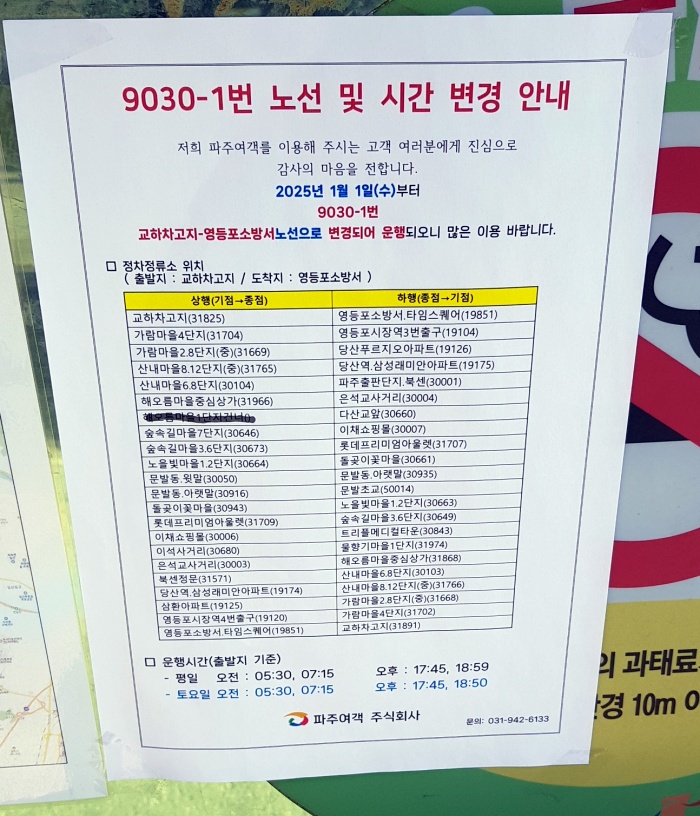 9030-1번 노선 및 시간 변경 안내
저희 파주여객를 이용해 주시는 고객 여러분에게 진심으로
감사의 마음을 전합니다.
2025년 1월 1일(수)부터
9030-1번
교하차고지-영등포소방서노선으로 변경되어 운행되오니 많은 이용 바랍니다.
□ 정차정류소 위치
( 출발지 : 교하차고지 / 도착지 : 영등포소방서 )
상행(기점→종점) 하행(종점→기점)
교하차고지(31825) 영등포소방서.타임스퀘어(19851)
가람마을4단지(31704) 영등포시장역3번출구(19104)
가람마을2.8단지(중)(31669) 당산푸르지오아파트(19126)
산내마을8.12단지(중)(31765) 당산역.삼성래미안아파트(19175)
산내마을6.8단지(30104) 파주출판단지.북센(30001)
해오름마을중심상가(31966) 은석교사거리(30004)
해오름마을1단지건너() 다산교앞(30660)
숲속길마을7단지(30646) 이채쇼핑몰(30007)
숲속길마을3.6단지(30673) 롯데프리미엄아울렛(31707)
노을빛마을1.2단지(30664) 돌곶이꽃마을(30661)
문발동.윗말(30050) 문발동.아랫말(30935)
문발동.아랫말(30916) 문발초교(50014)
돌곶이꽃마을(30943) 노을빛마을1.2단지(30663)
롯데프리미엄아울렛(31709) 숲속길마을3.6단지(30649)
이채쇼핑몰(30006) 트리플메디컬타운(30843)
이석사거리(30680) 물향기마을1단지(31974)
은석교사거리(30003) 해오름마을중심상가(31868)
북센정문(31571) 산내마을6.8단지(30103)
당산역.삼성래미안아파트(19174) 산내마을8.12단지(중)(31766)
삼환아파트(19125) 가람마을2.8단지(중)(31668)
영등포시장역4번출구(19120) 가람마을4단지(31702)
영등포소방서.타임스퀘어(19851) 교하차고지(31891)
□ 운행시간(출발지 기준)
- 평일 오전 : 05:30, 07:15 오후 : 17:45, 18:59
- 토요일 오전 : 05:30, 07:15 오후 : 17:45, 18:50
파주여객 주식회사 문의: 031-942-6133
의 과태료
반경 10m 이